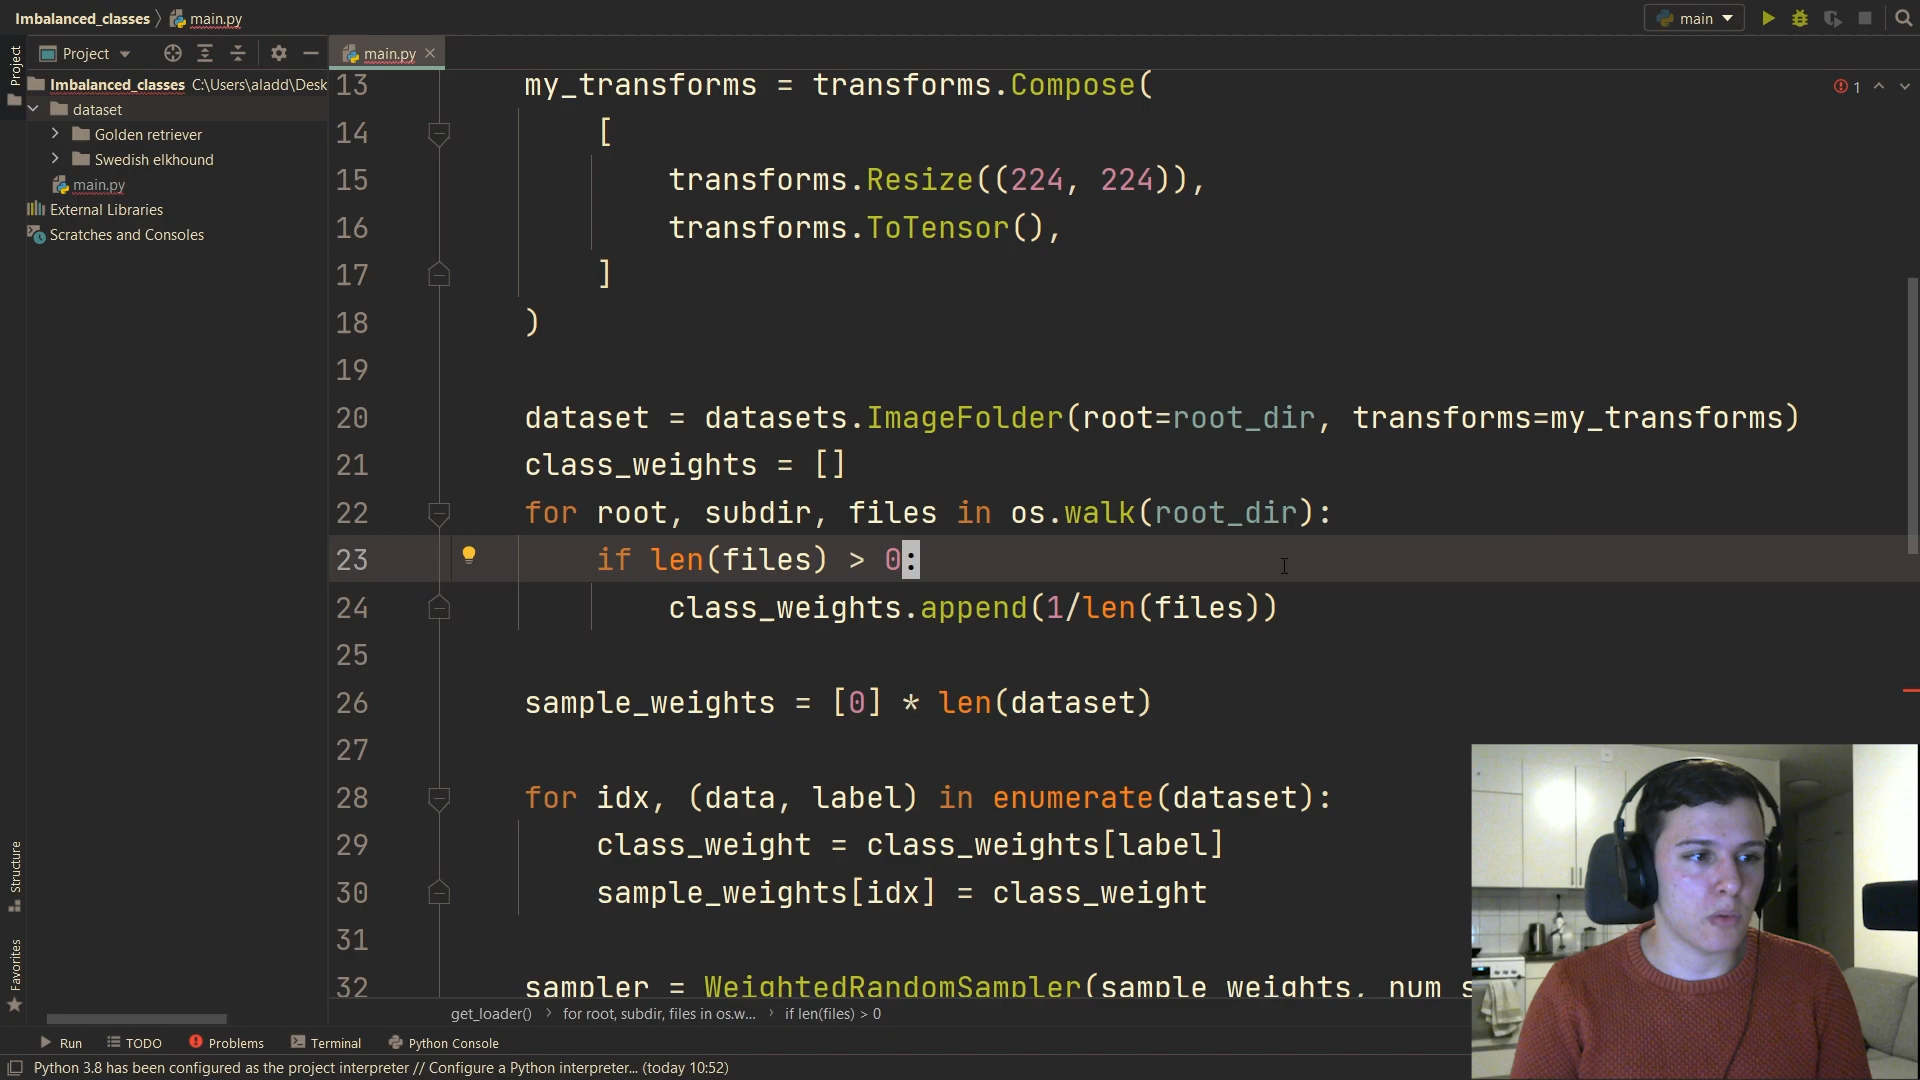 Imbalanced_classes
main.py
main
Project
main.py
Project
Imbalanced_classes C:\Users\aladd\Desk
dataset
Golden retriever
Swedish elkhound
main.py
External Libraries
Scratches and Consoles
1
13 my_transforms = transforms.Compose(
14 [
15 transforms.Resize((224, 224)),
16 transforms.ToTensor(),
17 ]
18 )
19
20 dataset = datasets.ImageFolder(root=root_dir, transforms=my_transforms)
21 class_weights = []
22 for root, subdir, files in os.walk(root_dir):
23 if len(files) > 0:
24 class_weights.append(1/len(files))
25
26 sample_weights = [0] * len(dataset)
27
28 for idx, (data, label) in enumerate(dataset):
29 class_weight = class_weights[label]
30 sample_weights[idx] = class_weight
31
32 sampler = WeightedRandomSampler(sample_weights, num_s
Structure
Favorites
get_loader() for root, subdir, files in os.w... if len(files) > 0
Run TODO Problems Terminal Python Console
Python 3.8 has been configured as the project interpreter // Configure a Python interpreter... (today 10:52)